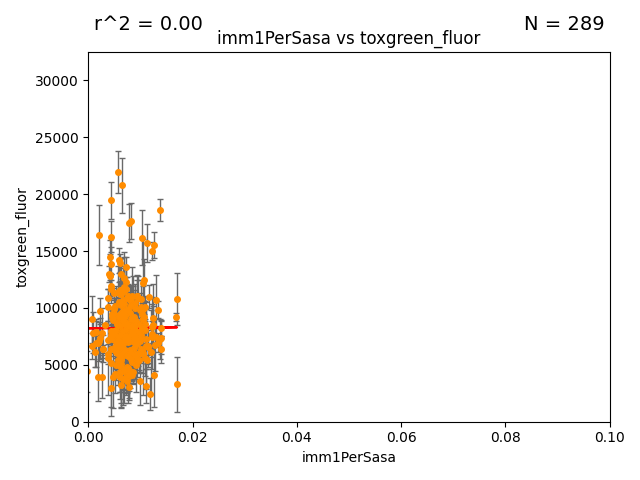 r^2 = 0.00
N = 289
imm1PerSasa vs toxgreen_fluor
30000
25000
20000
15000
10000
5000
0
toxgreen_fluor
0.00 0.02 0.04 0.06 0.08 0.10
imm1PerSasa